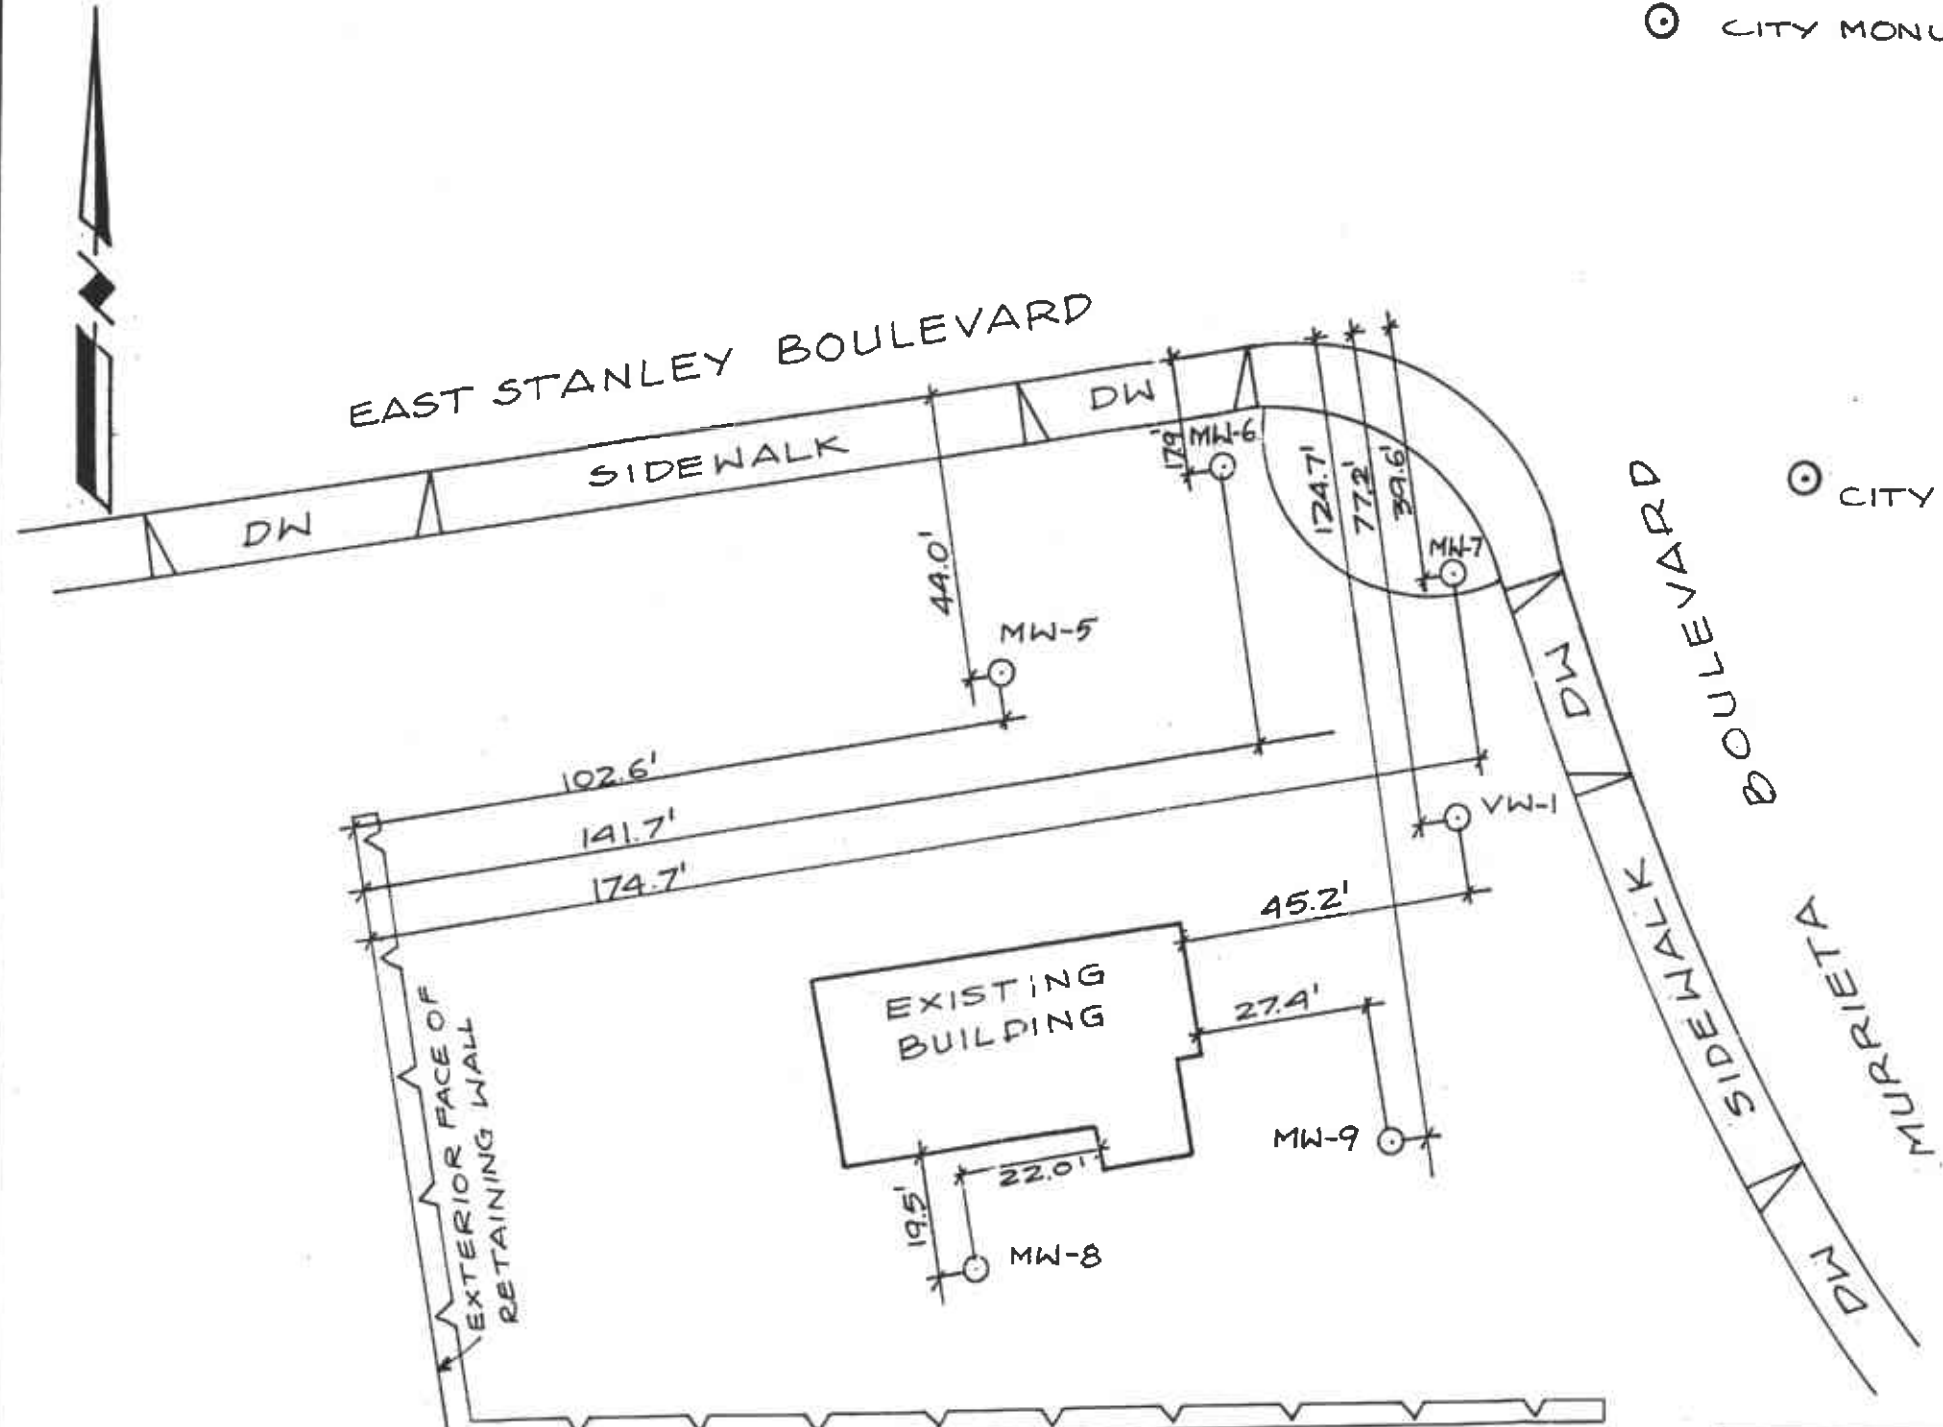 CITY MONU
EAST STANLEY BOULEVARD
DW
SIDEWALK
DW
17.9'
MW-6
124.7'
77.2'
39.6'
MW-7
CITY
44.0'
MW-5
DW
MURRIETA BOULEVARD
102.6'
141.7'
174.7'
VW-1
45.2'
SIDEWALK
EXISTING
BUILDING
27.4'
MW-9
22.0'
19.5'
MW-8
EXTERIOR FACE OF
RETAINING WALL
DW